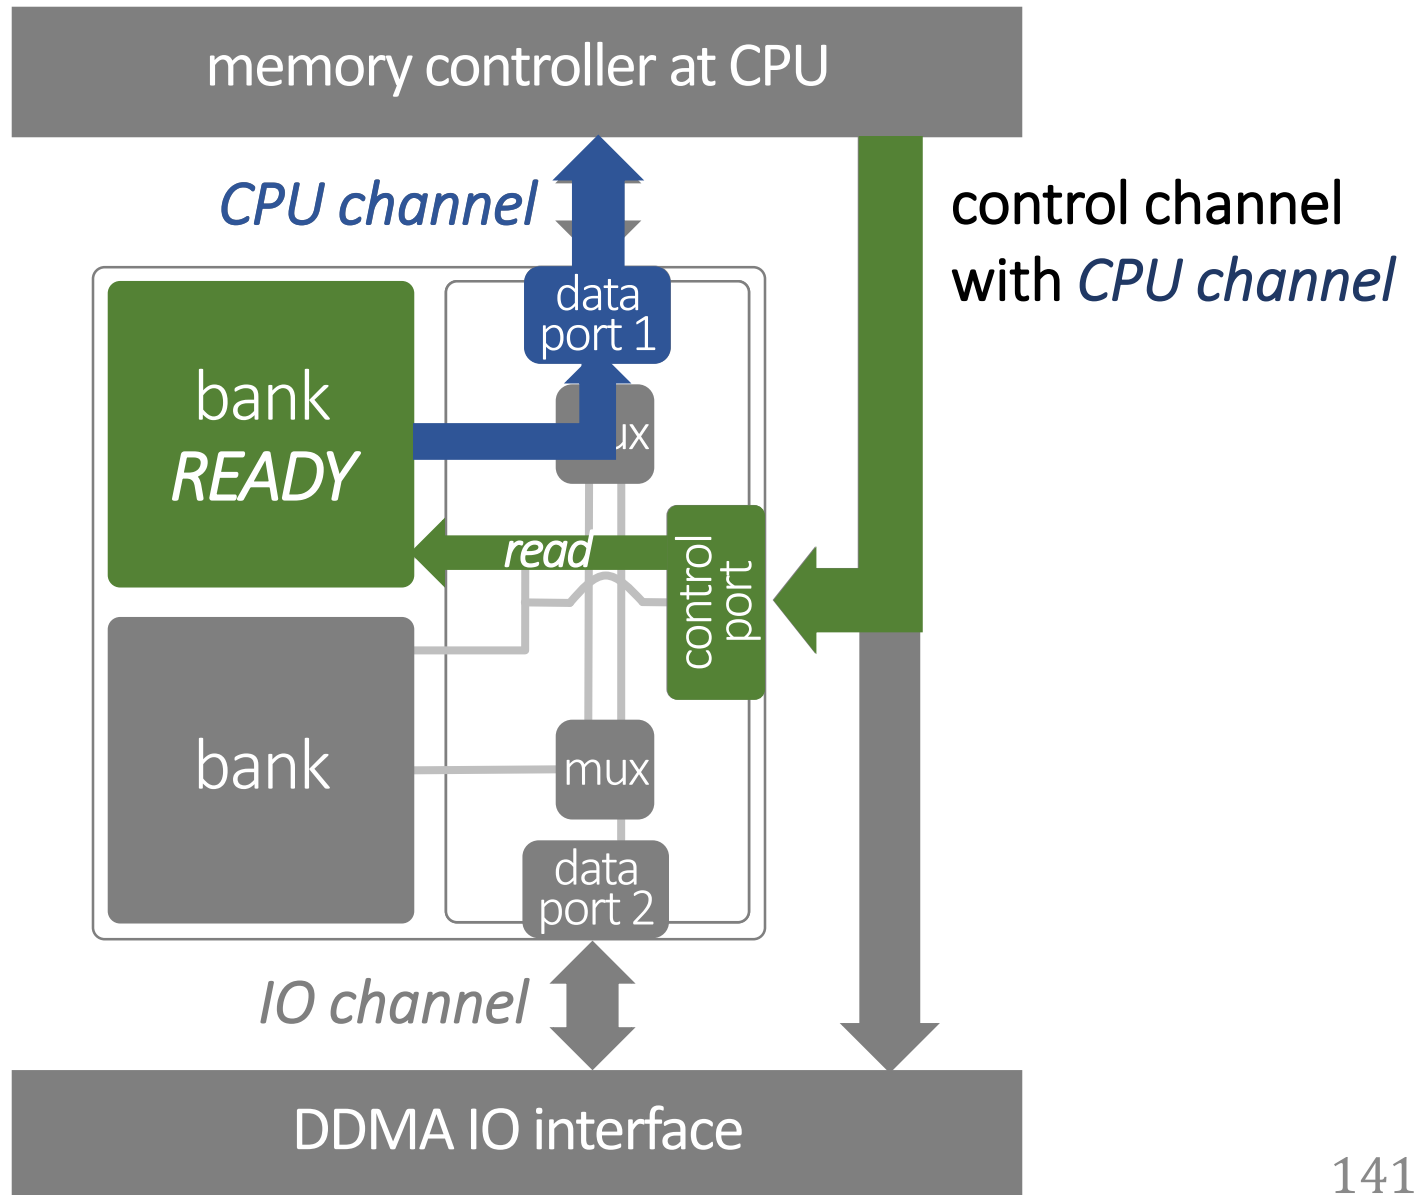 memory controller at CPU
CPU channel
control channel
with CPU channel
data
port 1
bank
READY
ux
read
control
port
bank
mux
data
port 2
IO channel
DDMA IO interface
141